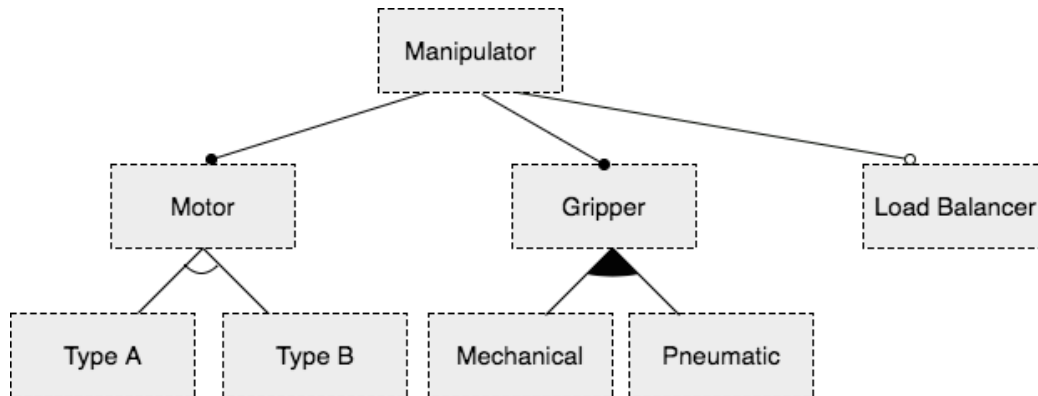 Manipulator
Motor
Gripper
Load Balancer
Type A
Type B
Mechanical
Pneumatic